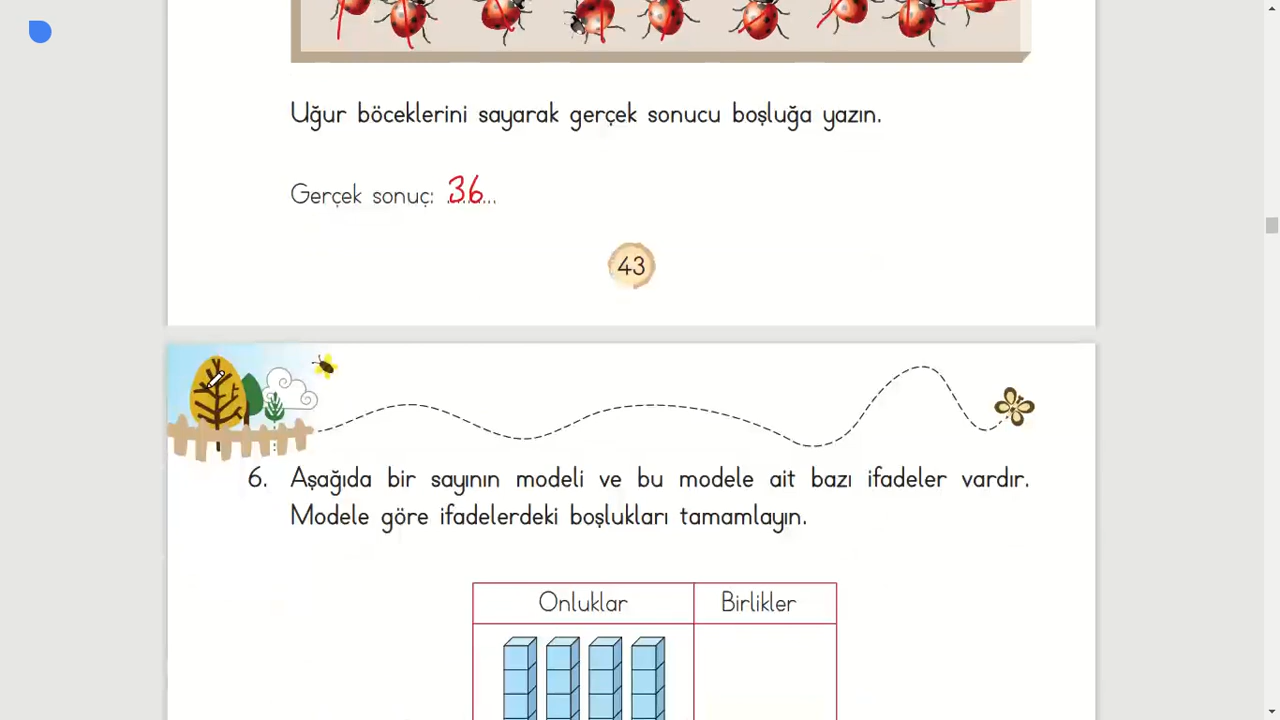 Uğur böceklerini sayarak gerçek sonucu boşluğa yazın.
Gerçek sonuç: 36...
43
6. Aşağıda bir sayının modeli ve bu modele ait bazı ifadeler vardır.
Modele göre ifadelerdeki boşlukları tamamlayın.
Onluklar Birlikler